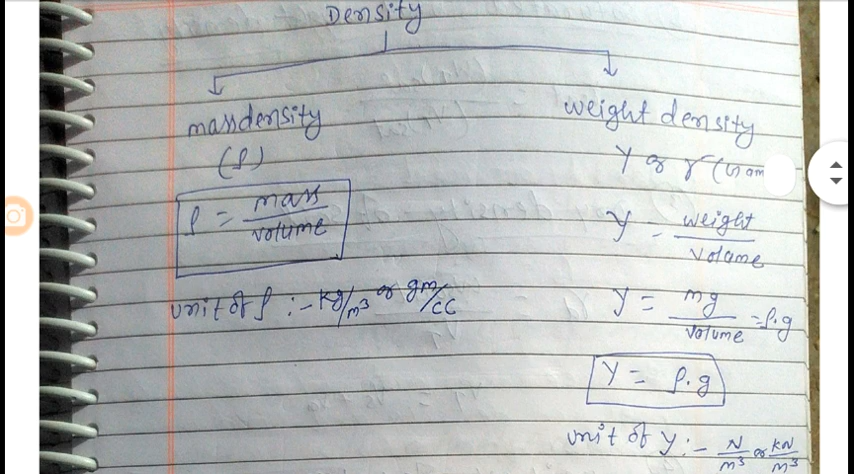 Density
mass density
(ρ)
ρ = mass / volume
unit of ρ :- kg/m³ or gm/cc
weight density
γ or γ (
γ = weight / volume
γ = mg / volume = ρ.g
γ = ρ.g
unit of γ :- N/m³ or KN/m³